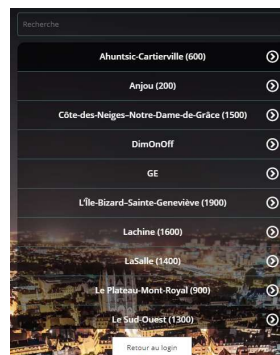 Recherche
Ahuntsic-Cartierville (600)
Anjou (200)
Côte-des-Neiges–Notre-Dame-de-Grâce (1500)
DimOnOff
GE
L'Île-Bizard–Sainte-Geneviève (1900)
Lachine (1600)
LaSalle (1400)
Le Plateau-Mont-Royal (900)
Le Sud-Ouest (1300)
Retour au login